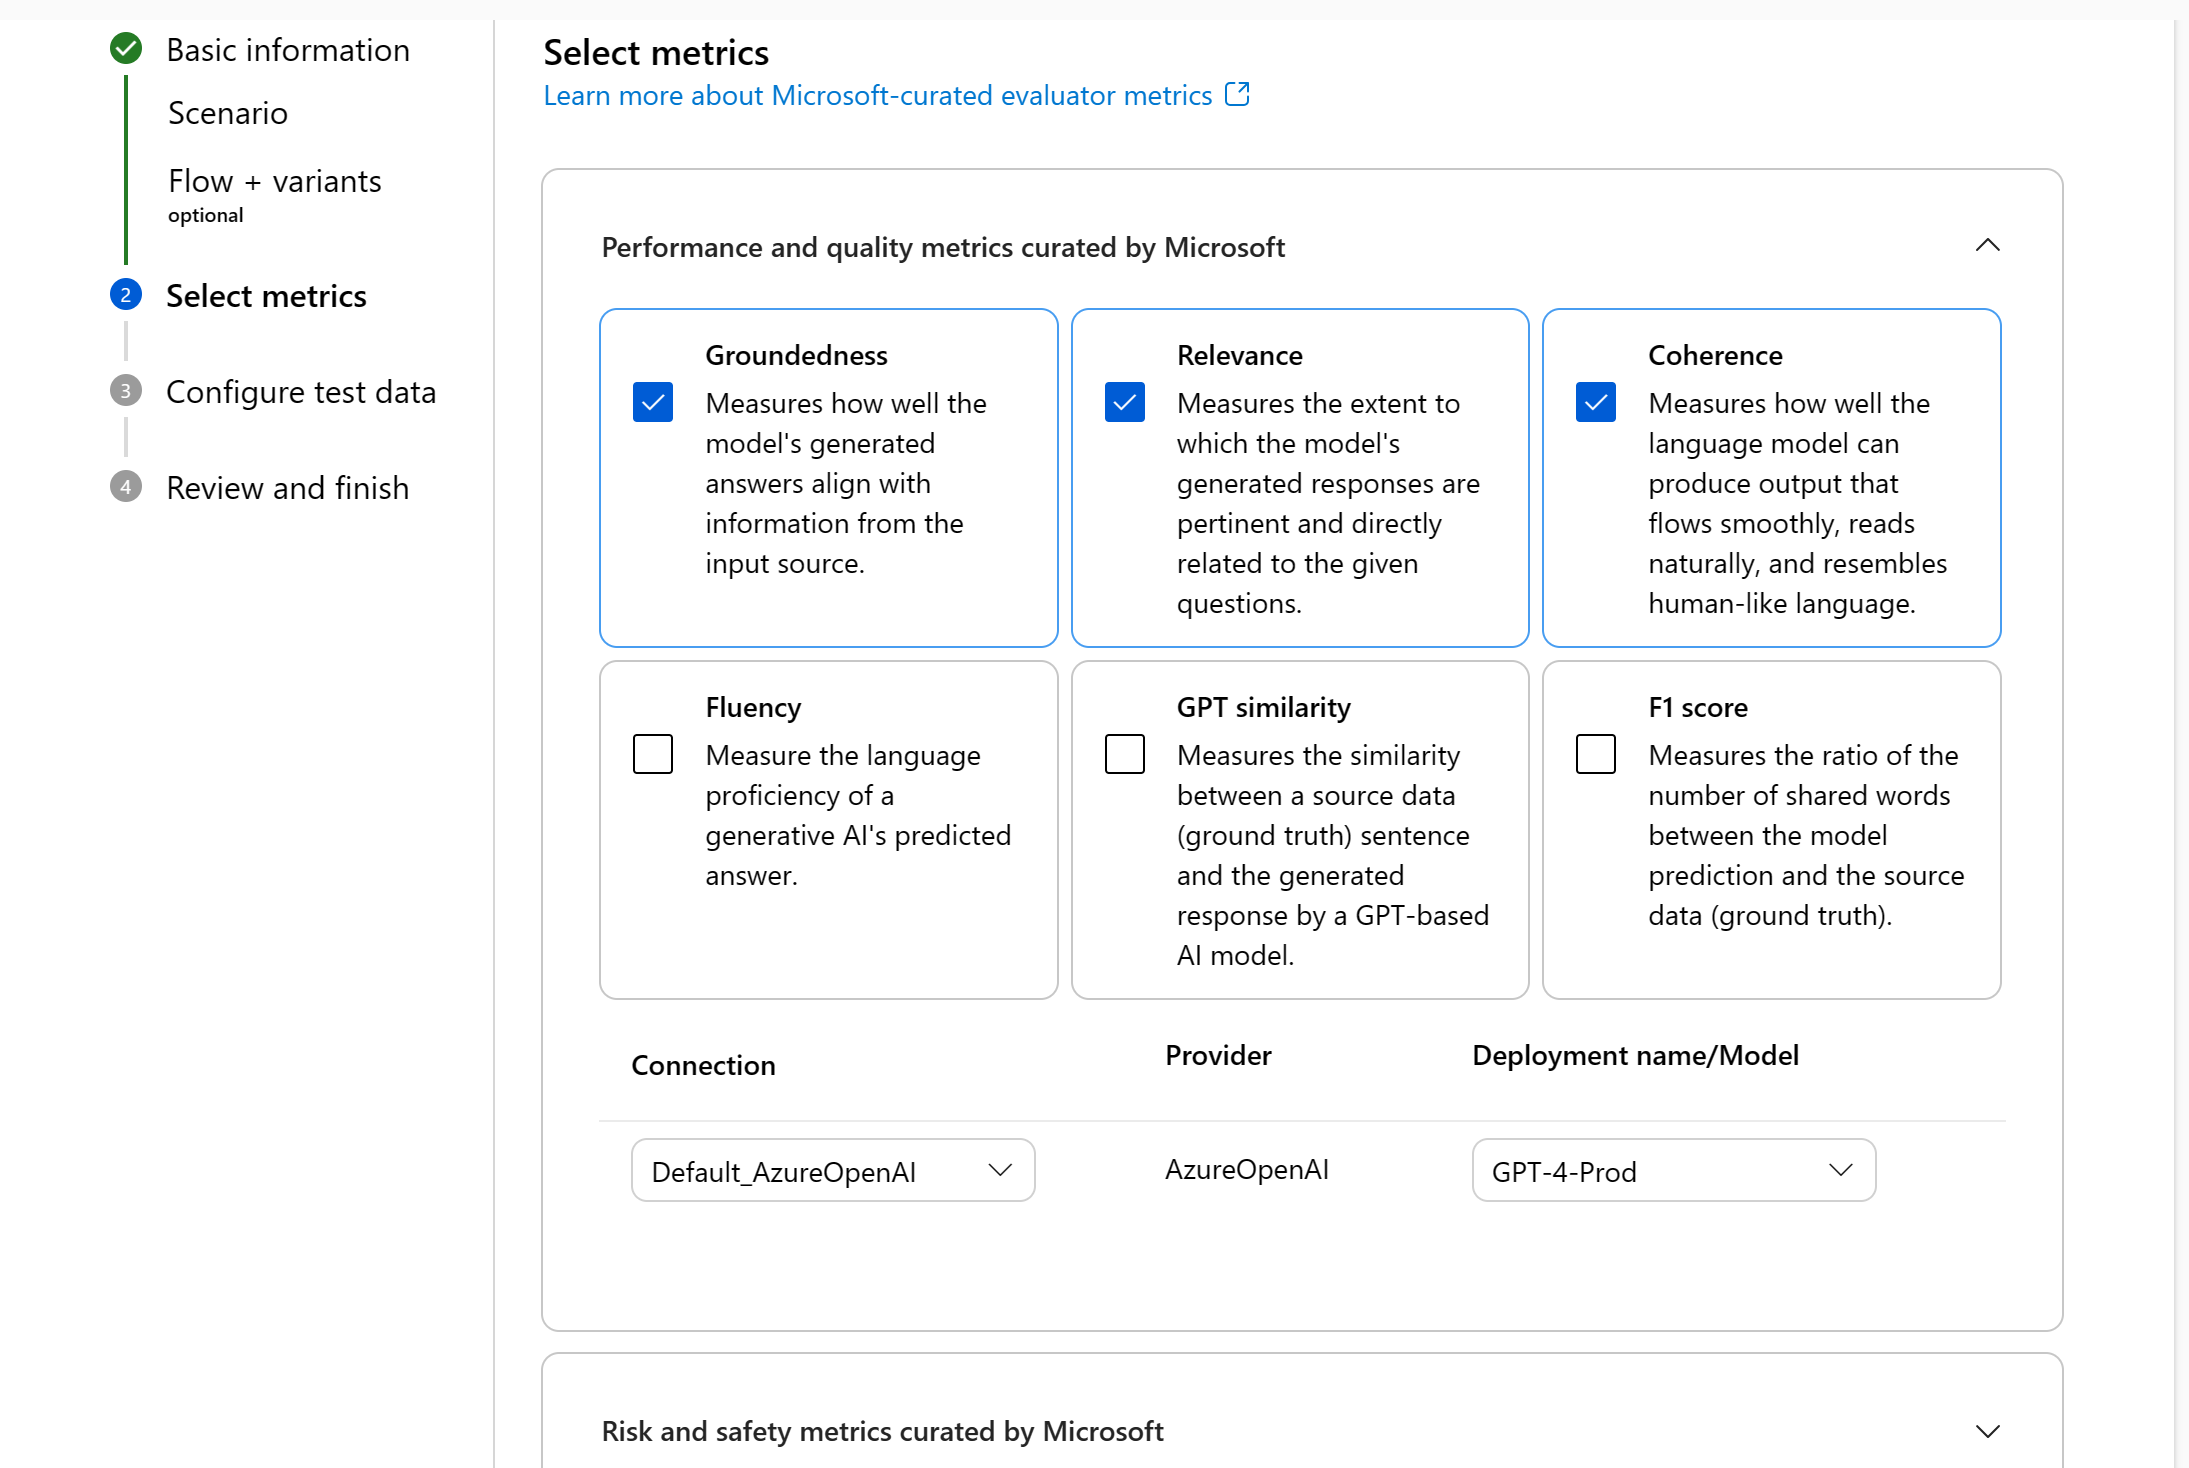 Basic information
Scenario
Flow + variants
optional
2
Select metrics
3
Configure test data
4
Review and finish
Select metrics
Learn more about Microsoft-curated evaluator metrics
Performance and quality metrics curated by Microsoft
Groundedness
Measures how well the
model's generated
answers align with
information from the
input source.
Relevance
Measures the extent to
which the model's
generated responses are
pertinent and directly
related to the given
questions.
Coherence
Measures how well the
language model can
produce output that
flows smoothly, reads
naturally, and resembles
human-like language.
Fluency
Measure the language
proficiency of a
generative AI's predicted
answer.
GPT similarity
Measures the similarity
between a source data
(ground truth) sentence
and the generated
response by a GPT-based
AI model.
F1 score
Measures the ratio of the
number of shared words
between the model
prediction and the source
data (ground truth).
Connection
Provider
Deployment name/Model
Default_AzureOpenAI
AzureOpenAI
GPT-4-Prod
Risk and safety metrics curated by Microsoft